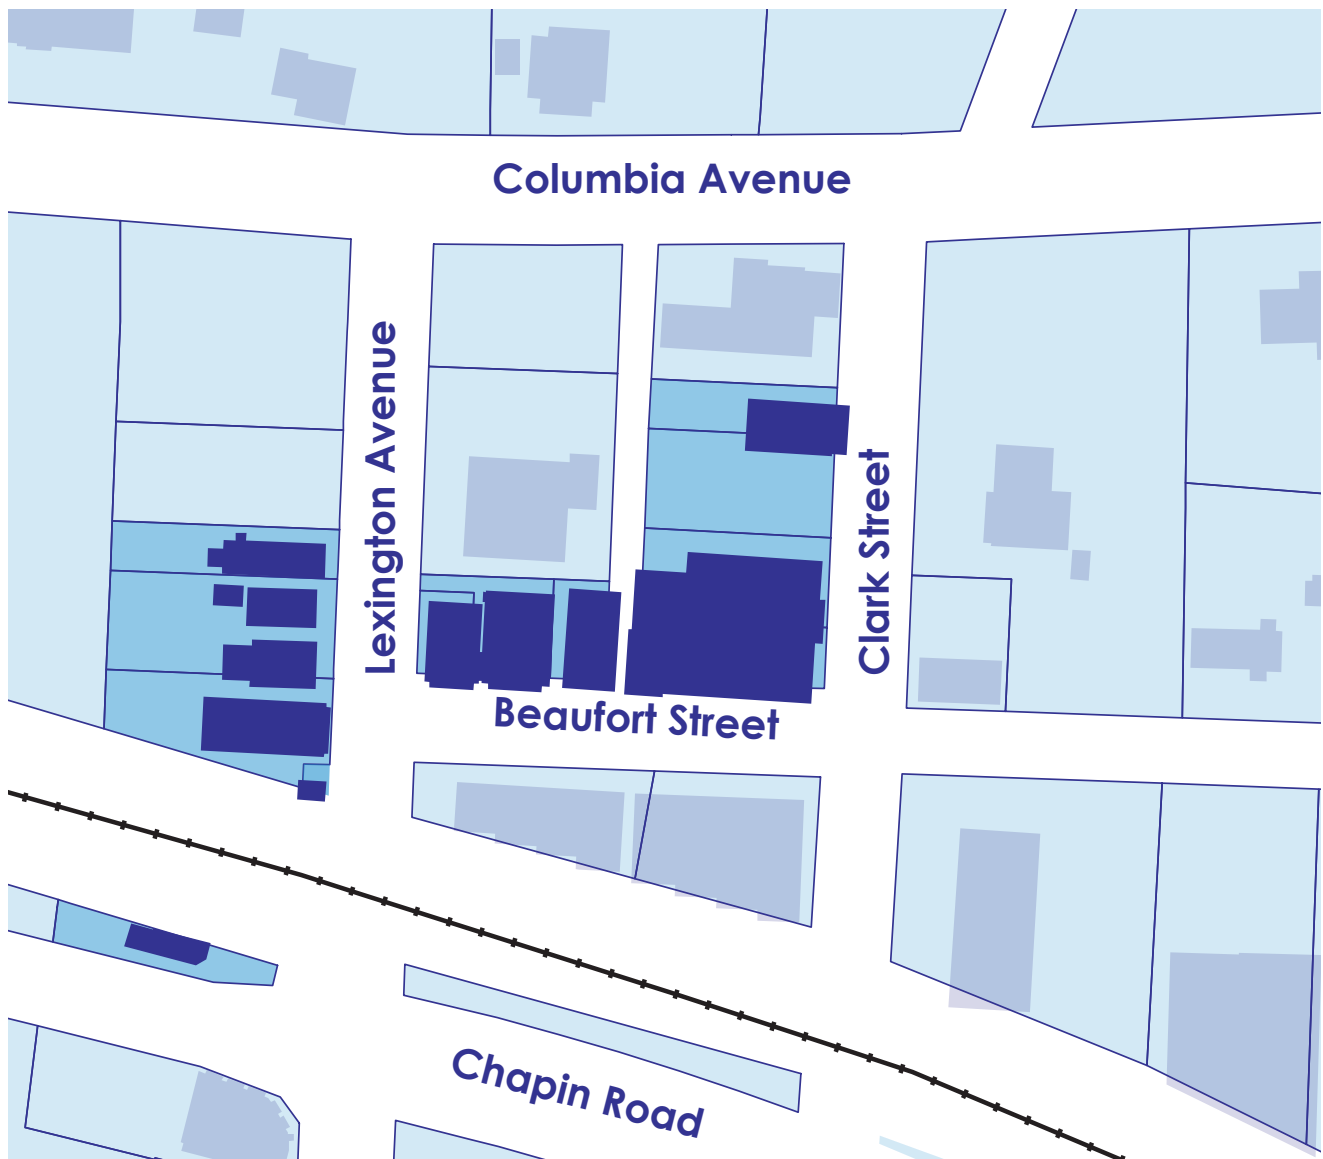 Columbia Avenue
Lexington Avenue
Clark Street
Beaufort Street
Chapin Road